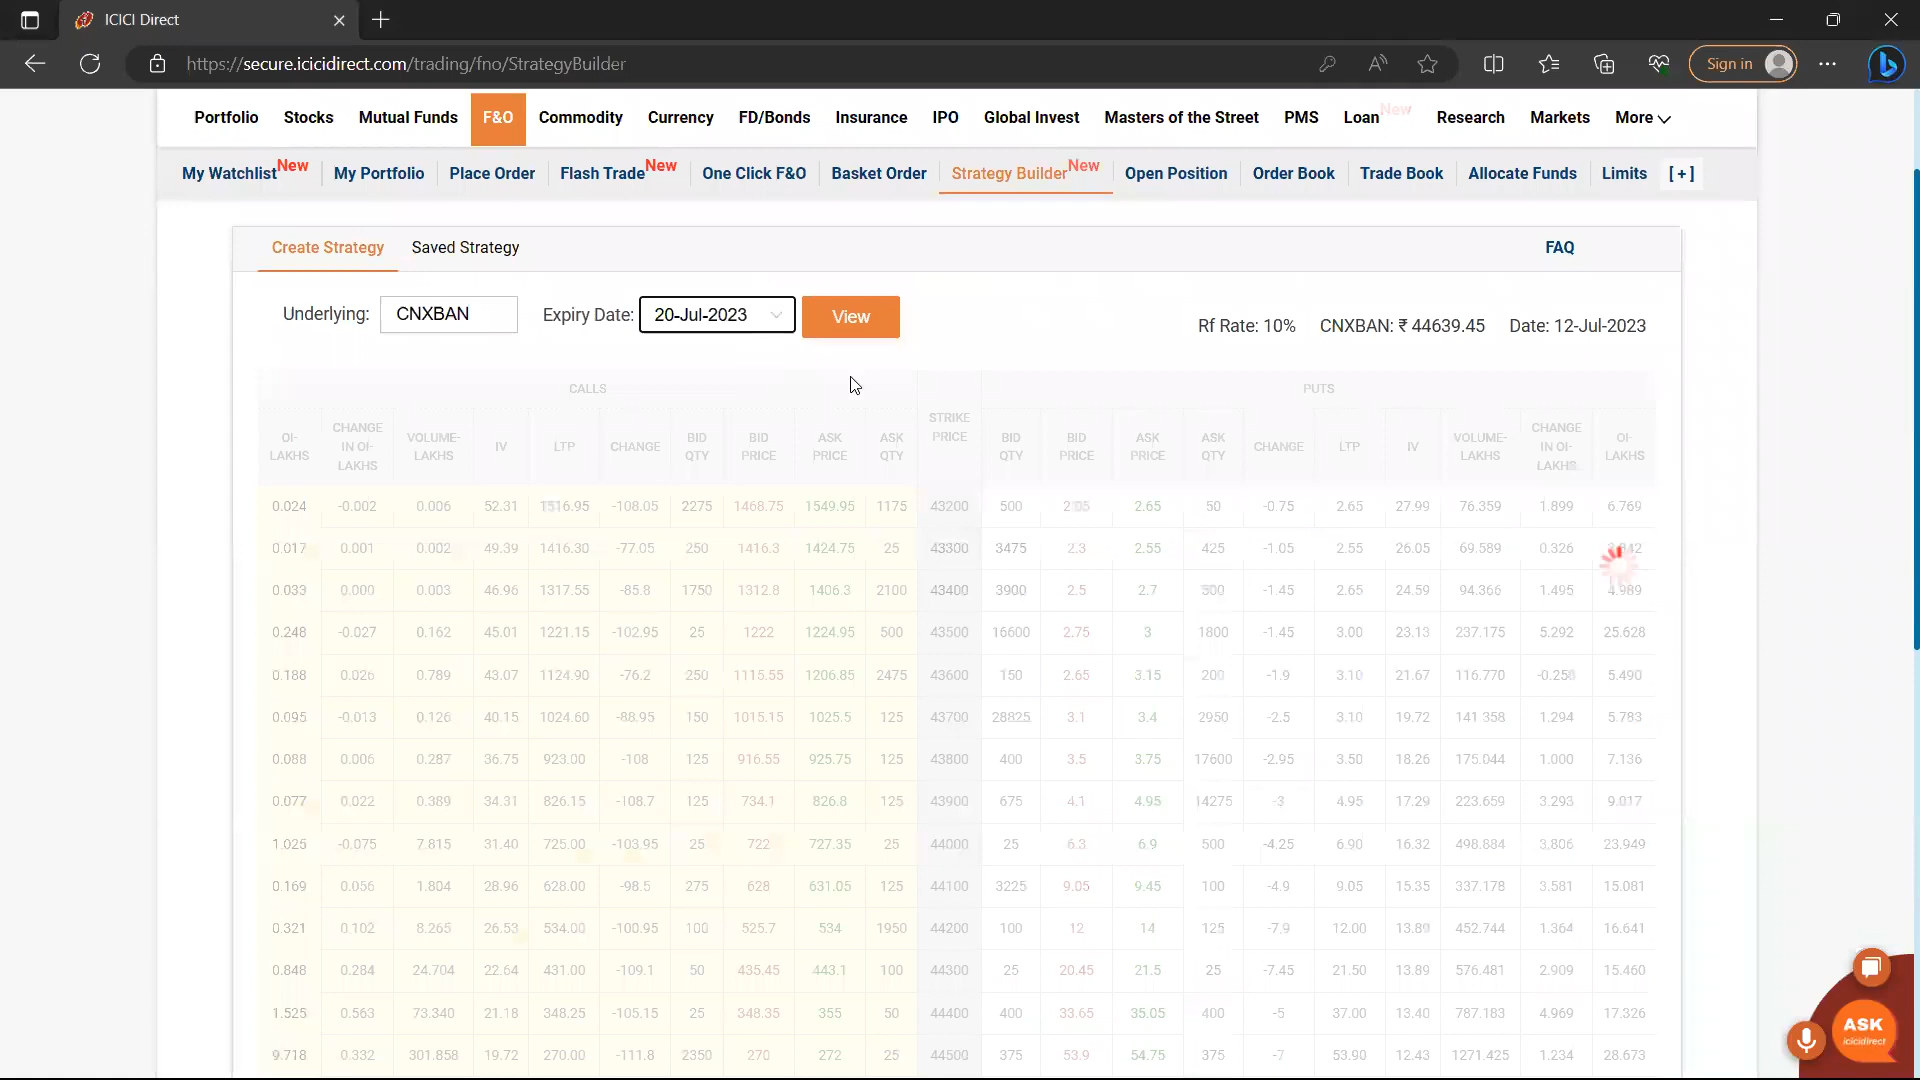 ICICI Direct
https://secure.icicidirect.com/trading/fno/StrategyBuilder
Sign in
Portfolio Stocks Mutual Funds F&O Commodity Currency FD/Bonds Insurance IPO Global Invest Masters of the Street PMS Loan New Research Markets More
My Watchlist New My Portfolio Place Order Flash Trade New One Click F&O Basket Order Strategy Builder New Open Position Order Book Trade Book Allocate Funds Limits [+]
Create Strategy Saved Strategy FAQ
Underlying: CNXBAN Expiry Date: 20-Jul-2023 View Rf Rate: 10% CNXBAN: ₹ 44639.45 Date: 12-Jul-2023
CALLS STRIKE PRICE PUTS
OI-LAKHS CHANGE IN OI-LAKHS VOLUME-LAKHS IV LTP CHANGE BID QTY BID PRICE ASK PRICE ASK QTY BID QTY BID PRICE ASK PRICE ASK QTY CHANGE LTP IV VOLUME-LAKHS CHANGE IN OI-LAKHS OI-LAKHS
0.024 -0.002 0.006 52.31 1516.95 -108.05 2275 1468.75 1549.95 1175 43200 500 2.65 50 -0.75 2.65 27.99 76.359 1.899 6.769
0.017 0.001 0.002 49.39 1416.30 -77.05 250 1416.3 1424.75 25 43300 3475 2.3 2.55 425 -1.05 2.55 26.05 69.589 0.326
0.033 0.000 0.003 46.96 1317.55 -85.8 1750 1312.8 1406.3 2100 43400 3900 2.5 2.7 500 -1.45 2.65 24.59 94.366 1.495 4.989
0.248 -0.027 0.162 45.01 1221.15 -102.95 25 1222 1224.95 500 43500 16600 2.75 3 1800 -1.45 3.00 23.13 237.175 5.292 25.628
0.188 0.026 0.789 43.07 1124.90 -76.2 250 1115.55 1206.85 2475 43600 150 2.65 3.15 200 -1.9 3.10 21.67 116.770 5.490
0.095 -0.013 0.126 40.15 1024.60 -88.95 150 1015.15 1025.5 125 43700 28825 3.1 3.4 2950 -2.5 3.10 19.72 141.358 1.294 5.783
0.088 0.006 0.287 36.75 923.00 -108 125 916.55 925.75 125 43800 400 3.5 3.75 17600 -2.95 3.50 18.26 175.044 1.000 7.136
0.077 0.022 0.389 34.31 826.15 -108.7 125 734.1 826.8 125 43900 675 4.1 4.95 14275 -3 4.95 17.29 223.659 3.293 9.017
1.025 -0.075 7.815 31.40 725.00 -103.95 25 722 727.35 25 44000 25 6.3 6.9 500 -4.25 6.90 16.32 498.884 3.806 23.949
0.169 0.056 1.804 28.96 628.00 -98.5 275 628 631.05 125 44100 3225 9.05 9.45 100 -4.9 9.05 15.35 337.178 3.581 15.081
0.321 0.102 8.265 26.53 534.00 -100.95 100 525.7 534 1950 44200 100 12 14 125 -7.9 12.00 13.89 452.744 1.364 16.641
0.848 0.284 24.704 22.64 431.00 -109.1 50 435.45 443.1 100 44300 25 20.45 21.5 25 -7.45 21.50 13.89 576.481 2.909 15.460
1.525 0.563 73.340 21.18 348.25 -105.15 25 348.35 355 50 44400 400 33.65 35.05 400 -5 37.00 13.40 787.183 4.969 17.326
9.718 0.332 301.858 19.72 270.00 -111.8 2350 270 272 25 44500 375 53.9 54.75 375 -7 53.90 12.43 1271.425 1.234 28.673
ASK
icicidirect